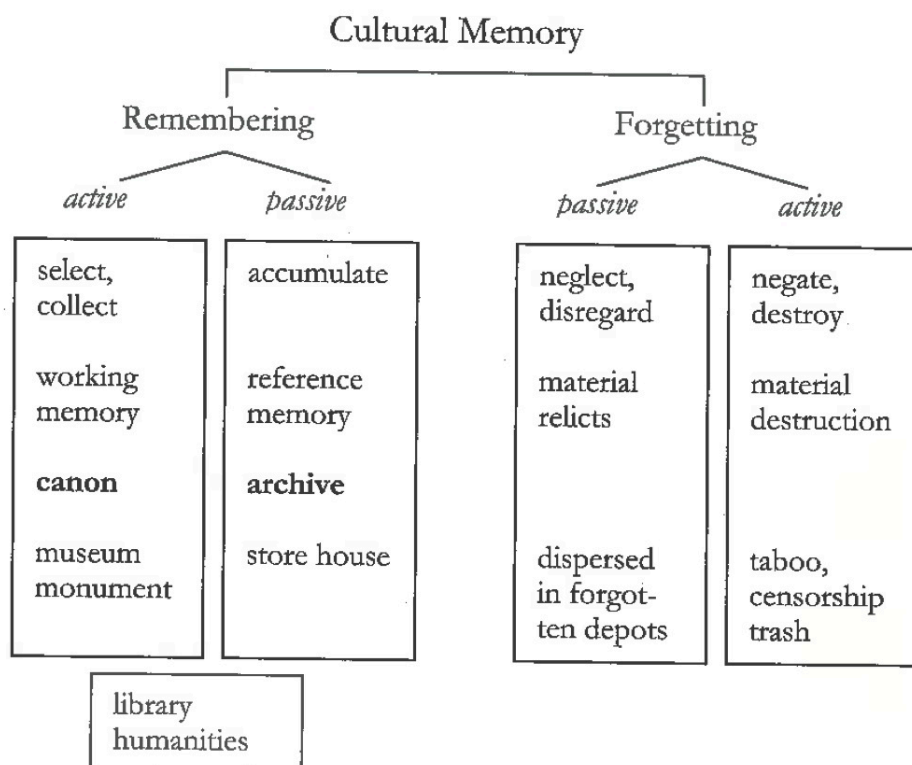 Cultural Memory
Remembering
Forgetting
active
passive
passive
active
select,
collect
working
memory
canon
museum
monument
accumulate
reference
memory
archive
store house
neglect,
disregard
material
relicts
dispersed
in forgot-
ten depots
negate,
destroy
material
destruction
taboo,
censorship
trash
library
humanities